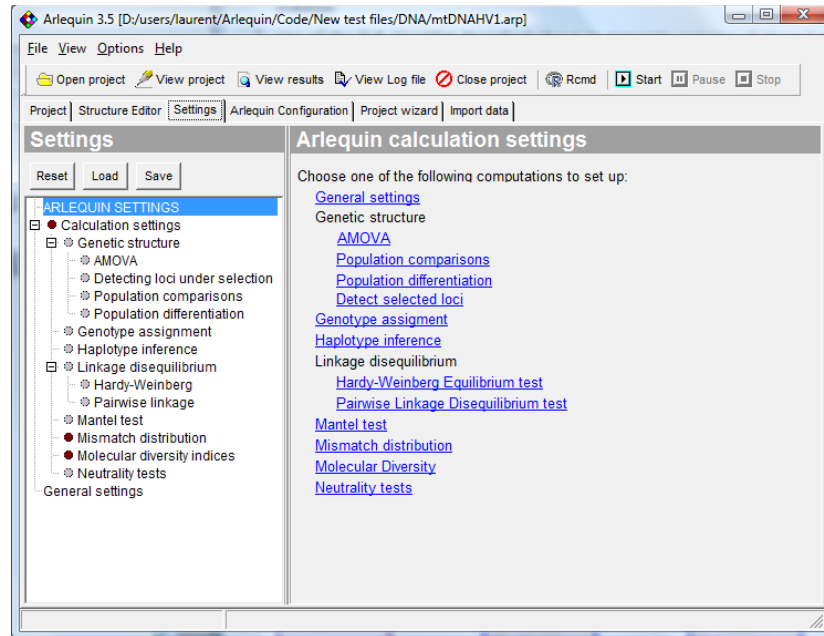 Arlequin 3.5 [D:/users/laurent/Arlequin/Code/New test files/DNA/mtDNAHV1.arp]
File View Options Help
Open project View project View results View Log file Close project Rcmd Start Pause Stop
Project Structure Editor Settings Arlequin Configuration Project wizard Import data
Settings
Reset Load Save
ARLEQUIN SETTINGS
Calculation settings
Genetic structure
AMOVA
Detecting loci under selection
Population comparisons
Population differentiation
Genotype assignment
Haplotype inference
Linkage disequilibrium
Hardy-Weinberg
Pairwise linkage
Mantel test
Mismatch distribution
Molecular diversity indices
Neutrality tests
General settings
Arlequin calculation settings
Choose one of the following computations to set up:
General settings
Genetic structure
AMOVA
Population comparisons
Population differentiation
Detect selected loci
Genotype assigment
Haplotype inference
Linkage disequilibrium
Hardy-Weinberg Equilibrium test
Pairwise Linkage Disequilibrium test
Mantel test
Mismatch distribution
Molecular Diversity
Neutrality tests